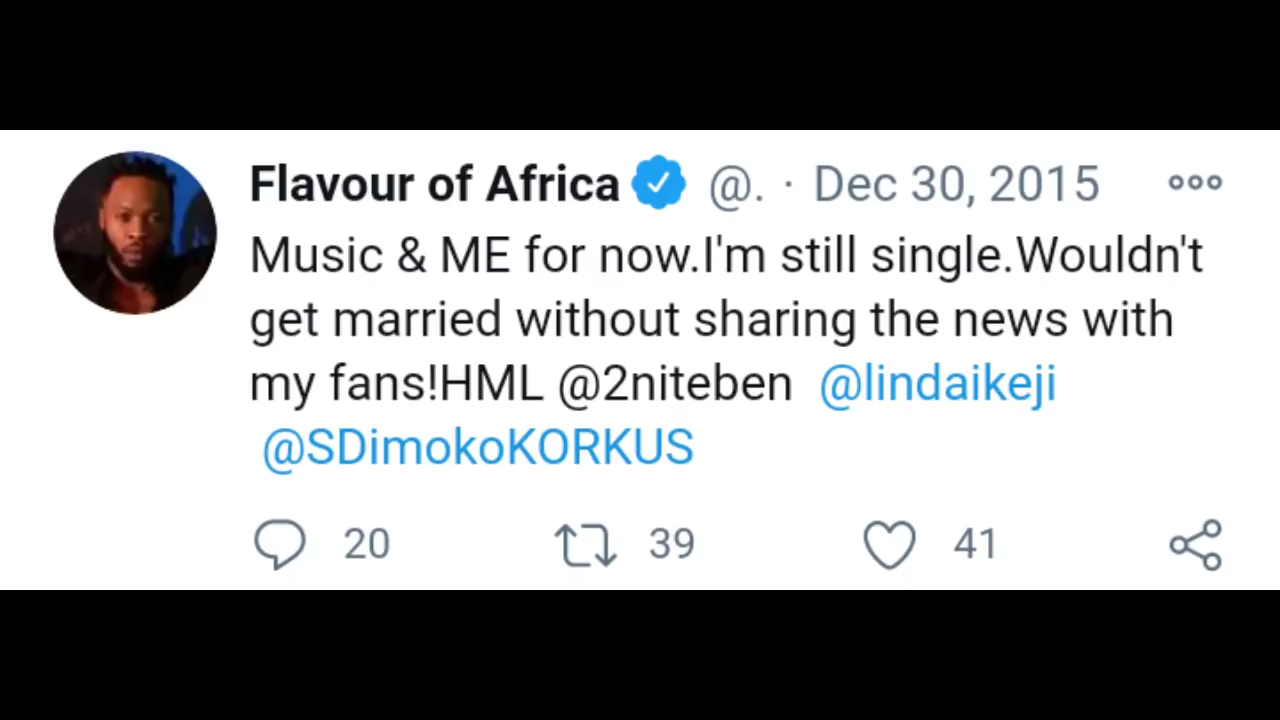 Flavour of Africa @. · Dec 30, 2015
Music & ME for now.I'm still single.Wouldn't
get married without sharing the news with
my fans!HML @2niteben @lindaikeji
@SDimokoKORKUS
20 39 41